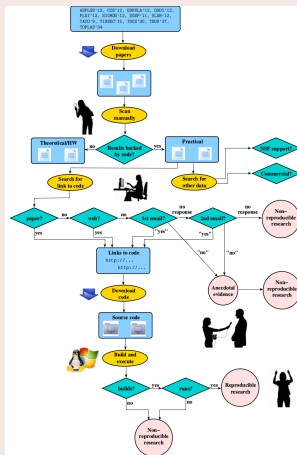 ASPLOS'12, CCS'12, OOPSLA'12, OSDI'12,
PLDI'12, SIGMOD'12, SOSP'11, VLDB'12,
TACO'9, TISSEC'15, TOCS'30, TODS'37,
TOPLAS'34
Download
papers
Scan
manually
Theoretical/HW
no
Results backed
by code?
yes
Practical
NSF support?
Search for
link to code
Search for
other data
Commercial?
paper?
no
web?
no
1st email?
no
response
2nd email?
no
response
Non-
reproducible
research
yes
yes
"yes"
"yes"
"no"
"no"
Links to code
http://...
http://...
Anecdotal
evidence
Non-
reproducible
research
Download
code
Source code
Build and
execute
builds?
yes
runs?
yes
Reproducible
research
no
no
Non-
reproducible
research